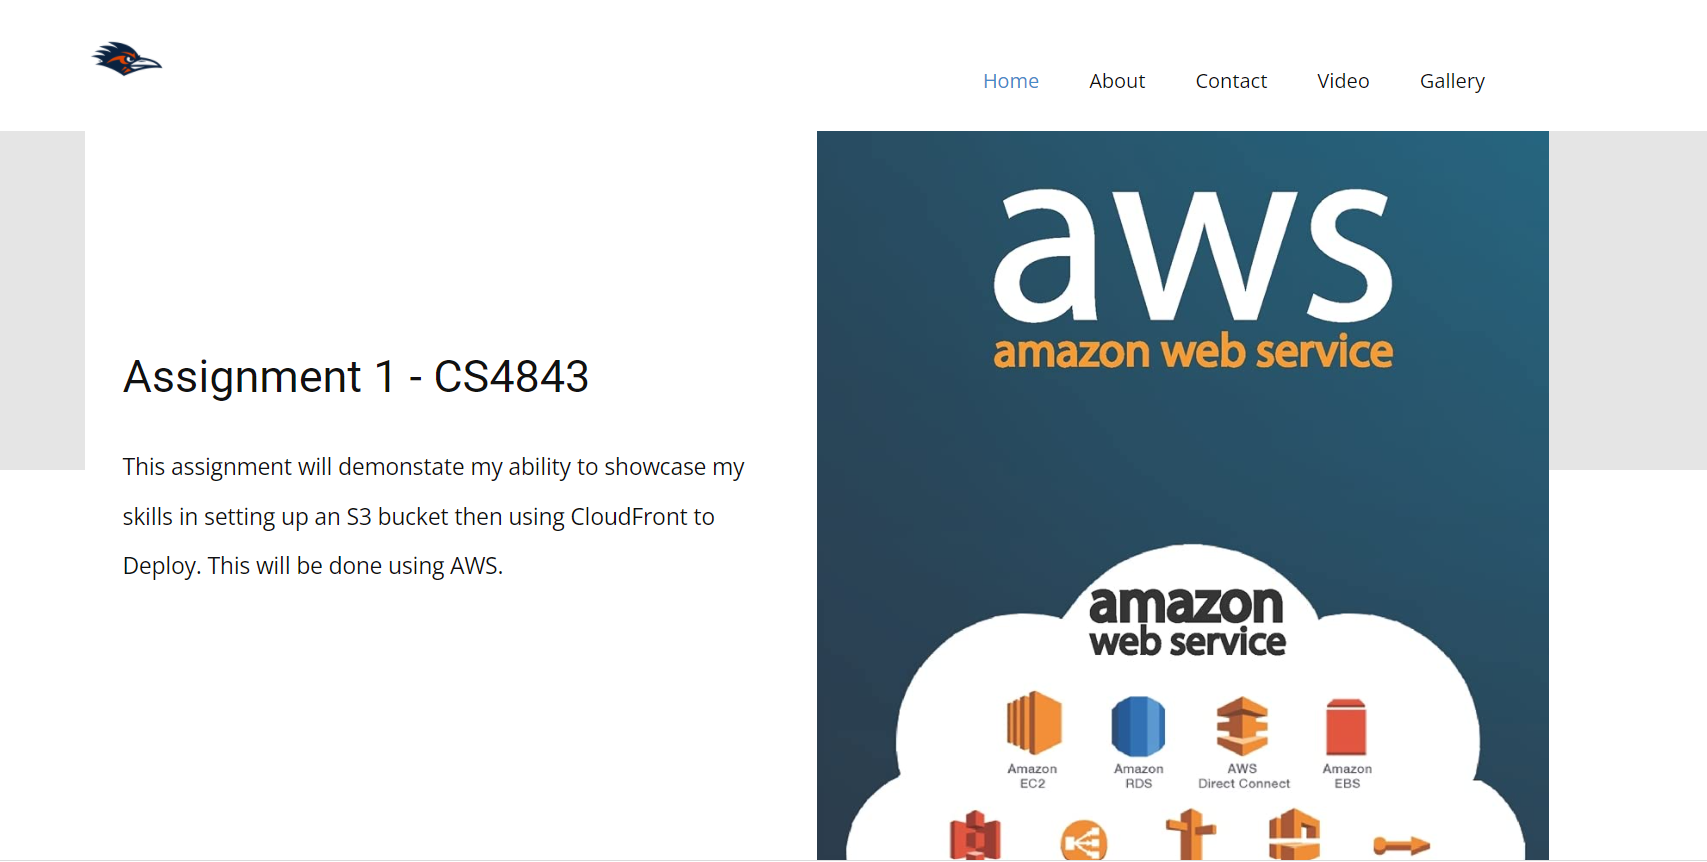 Home About Contact Video Gallery
Assignment 1 - CS4843
This assignment will demonstate my ability to showcase my
skills in setting up an S3 bucket then using CloudFront to
Deploy. This will be done using AWS.
aws
amazon web service
amazon
web service
Amazon
EC2
Amazon
RDS
AWS
Direct Connect
Amazon
EBS